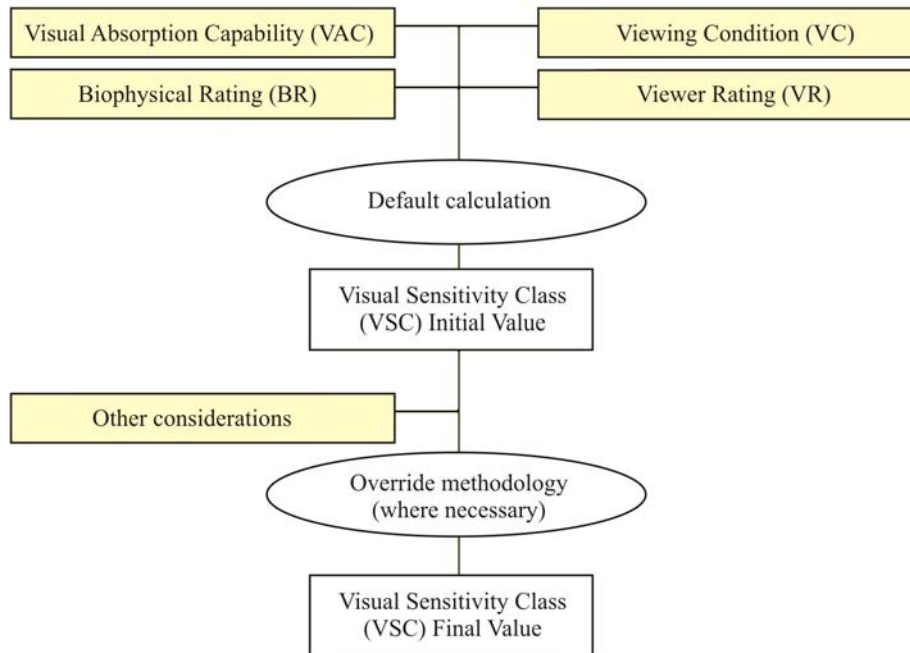 Visual Absorption Capability (VAC)
Viewing Condition (VC)
Biophysical Rating (BR)
Viewer Rating (VR)
Default calculation
Visual Sensitivity Class
(VSC) Initial Value
Other considerations
Override methodology
(where necessary)
Visual Sensitivity Class
(VSC) Final Value